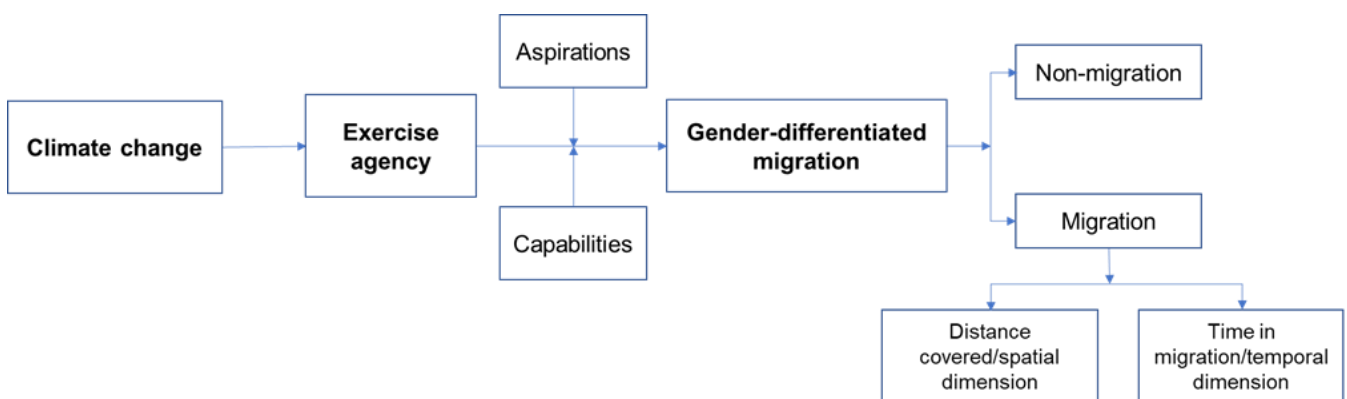 Aspirations
Non-migration
Climate change
Exercise
agency
Gender-differentiated
migration
Capabilities
Migration
Distance
covered/spatial
dimension
Time in
migration/temporal
dimension